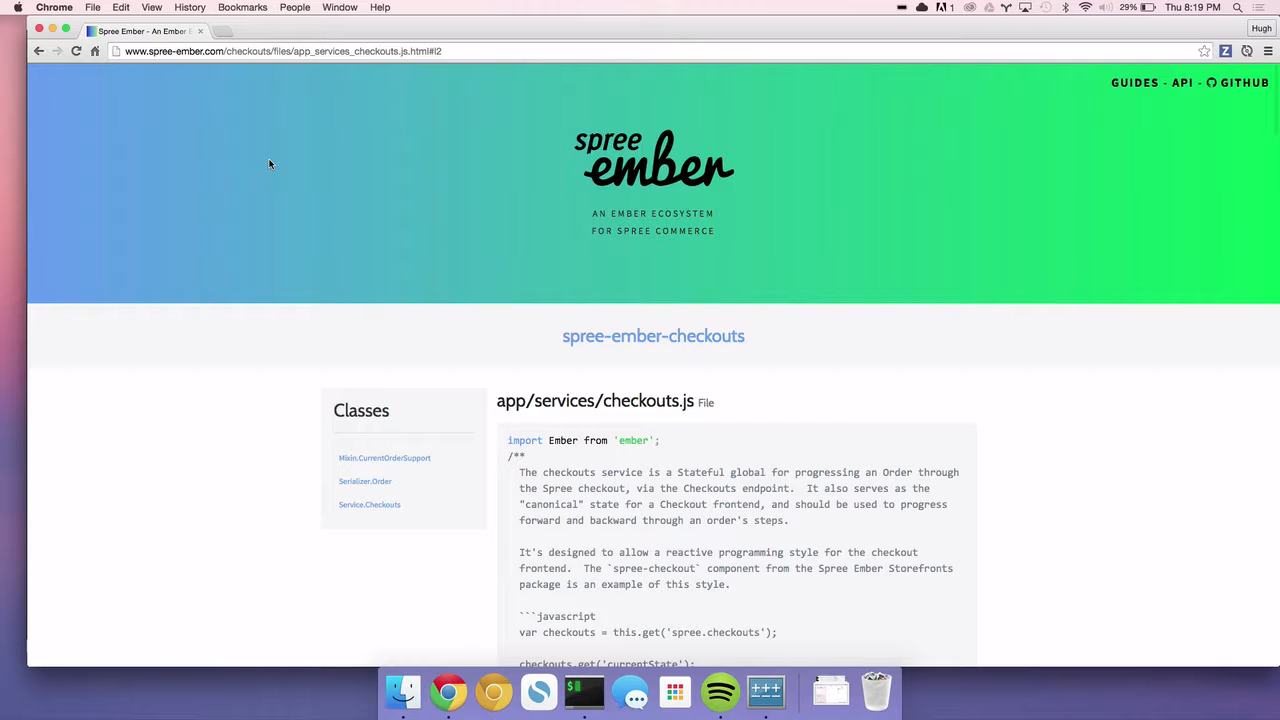 Chrome File Edit View History Bookmarks People Window Help
1 29% Thu 8:19 PM
Spree Ember - An Ember E
Hugh
www.spree-ember.com/checkouts/files/app_services_checkouts.js.html#l2
Z
GUIDES - API - GITHUB
spree
ember
AN EMBER ECOSYSTEM
FOR SPREE COMMERCE
spree-ember-checkouts
Classes
Mixin.CurrentOrderSupport
Serializer.Order
Service.Checkouts
app/services/checkouts.js File
import Ember from 'ember';
/**
The checkouts service is a Stateful global for progressing an Order through
the Spree checkout, via the Checkouts endpoint.  It also serves as the
"canonical" state for a Checkout frontend, and should be used to progress
forward and backward through an order's steps.
It's designed to allow a reactive programming style for the checkout
frontend.  The `spree-checkout` component from the Spree Ember Storefronts
package is an example of this style.
```javascript
var checkouts = this.get('spree.checkouts');
checkouts.get('currentState');